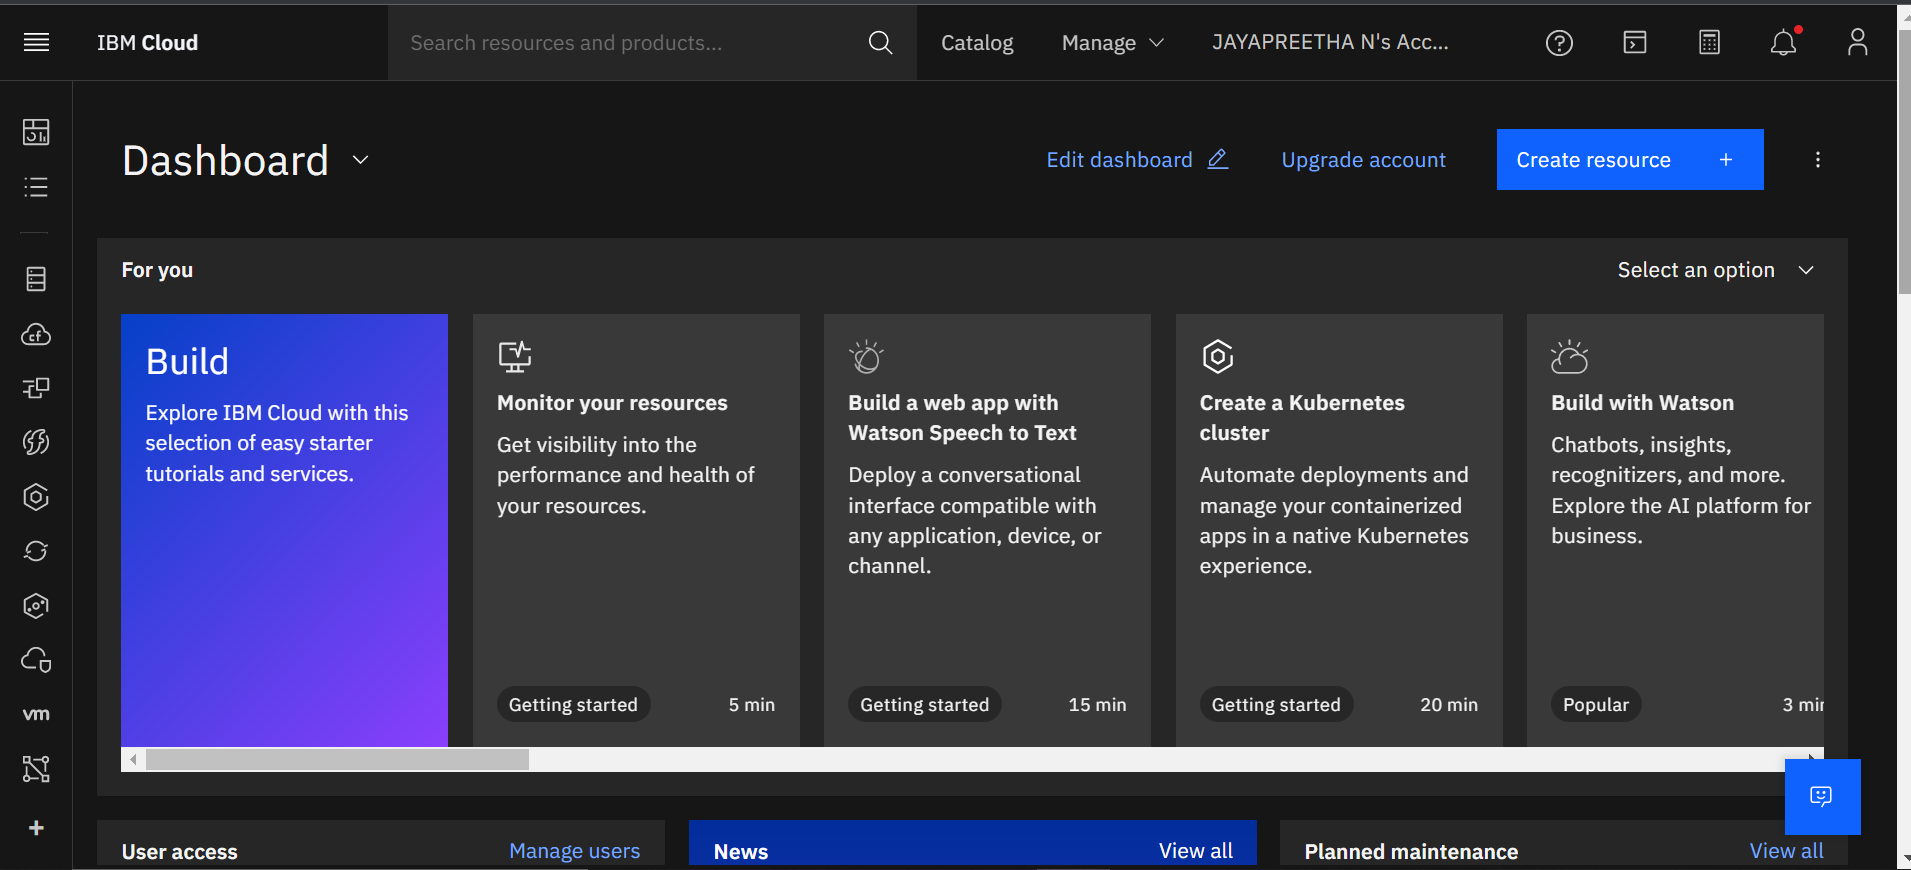 IBM Cloud
Search resources and products...
Catalog
Manage
JAYAPREETHA N's Acc...
Dashboard
Edit dashboard
Upgrade account
Create resource +
For you
Select an option
Build
Explore IBM Cloud with this
selection of easy starter
tutorials and services.
Monitor your resources
Get visibility into the
performance and health of
your resources.
Getting started
5 min
Build a web app with
Watson Speech to Text
Deploy a conversational
interface compatible with
any application, device, or
channel.
Getting started
15 min
Create a Kubernetes
cluster
Automate deployments and
manage your containerized
apps in a native Kubernetes
experience.
Getting started
20 min
Build with Watson
Chatbots, insights,
recognitizers, and more.
Explore the AI platform for
business.
Popular
3 min
cf
vm
User access
Manage users
News
View all
Planned maintenance
View all